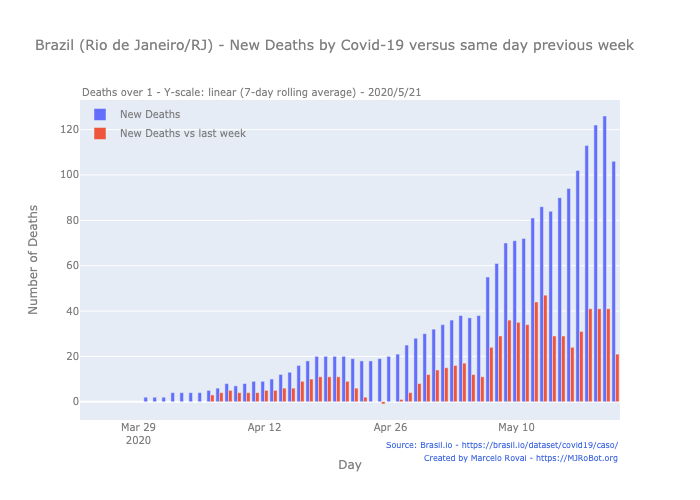 Brazil (Rio de Janeiro/RJ) - New Deaths by Covid-19 versus same day previous week
Deaths over 1 - Y-scale: linear (7-day rolling average) - 2020/5/21
New Deaths
New Deaths vs last week
120
100
80
60
40
20
0
Number of Deaths
Mar 29
2020
Apr 12
Apr 26
May 10
Day
Source: Brasil.io - https://brasil.io/dataset/covid19/caso/
Created by Marcelo Rovai - https://MJRoBot.org